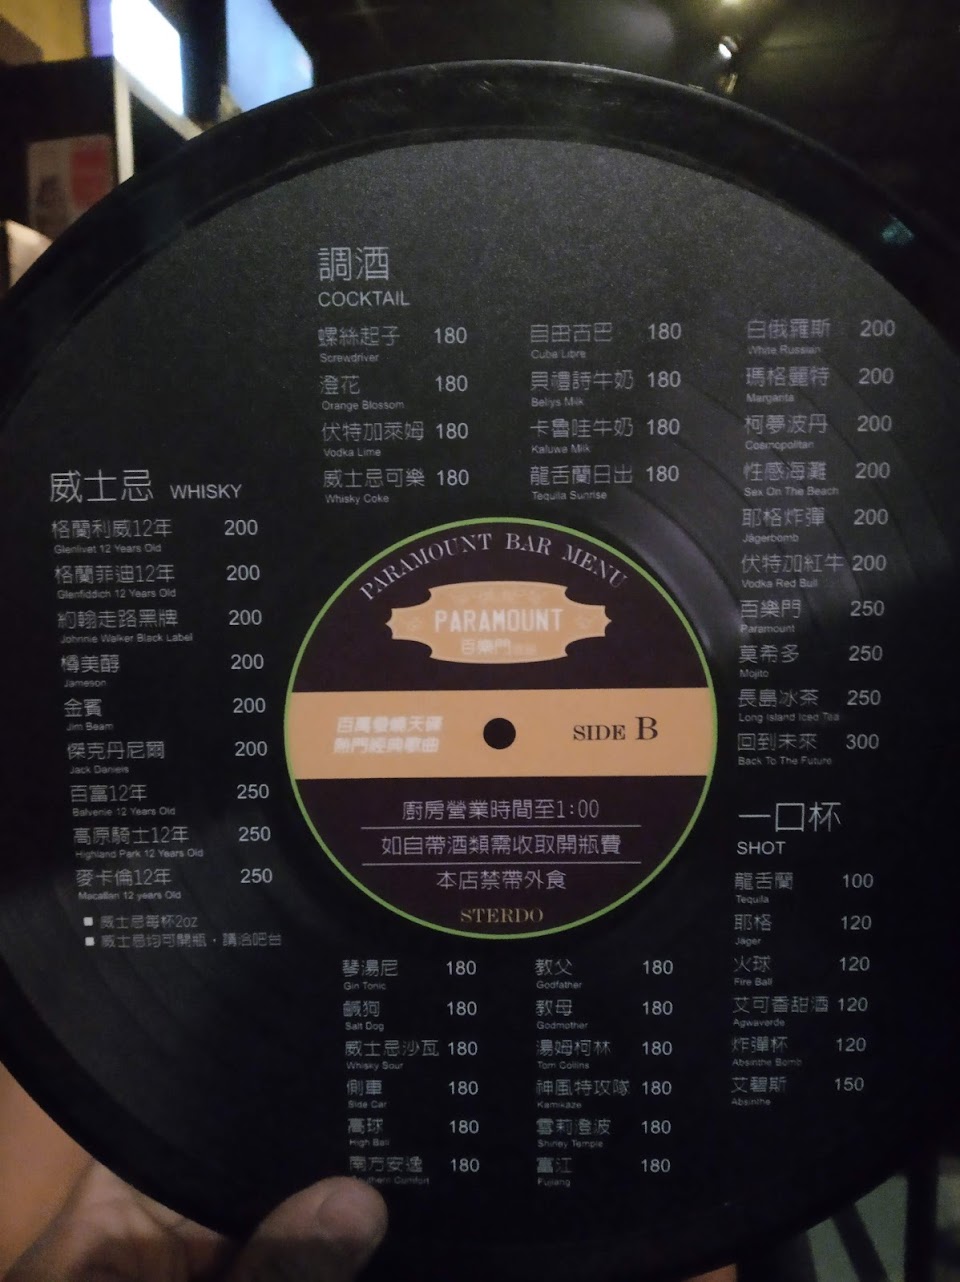 調酒
COCKTAIL
螺絲起子 180
Screwdriver
澄花 180
Orange Blossom
伏特加萊姆 180
Vodka Lime
威士忌可樂 180
Whisky Coke
自由古巴 180
Cuba Libre
貝禮詩牛奶 180
Beliys Milk
卡魯哇牛奶 180
Kaluwa Milk
龍舌蘭日出 180
Tequila Sunrise
白俄羅斯 200
White Russian
瑪格麗特 200
Margarita
柯夢波丹 200
Cosmopolitan
性感海灘 200
Sex On The Beach
耶格炸彈 200
Jägerbomb
伏特加紅牛 200
Vodka Red Bull
百樂門 250
Paramount
莫希多 250
Mojito
長島冰茶 250
Long Island Iced Tea
回到未來 300
Back To The Future
威士忌 WHISKY
格蘭利威12年 200
Glenlivet 12 Years Old
格蘭菲迪12年 200
Glenfiddich 12 Years Old
約翰走路黑牌 200
Johnnie Walker Black Label
尊美醇 200
Jameson
金賓 200
Jim Beam
傑克丹尼爾 200
Jack Daniels
百富12年 250
Balvenie 12 Years Old
高原騎士12年 250
Highland Park 12 Years Old
麥卡倫12年 250
Macallan 12 years Old
■ 威士忌每杯2oz
■ 威士忌均可開瓶,請洽吧台
PARAMOUNT BAR MENU
PARAMOUNT
百樂門
百萬發燒天碟
熱門經典歌曲
SIDE B
廚房營業時間至1:00
如自帶酒類需收取開瓶費
本店禁帶外食
STERDO
琴湯尼 180
Gin Tonic
鹹狗 180
Salt Dog
威士忌沙瓦 180
Whisky Sour
側車 180
Side Car
高球 180
High Ball
南方安逸 180
Southern Comfort
教父 180
Godfather
教母 180
Godmother
湯姆柯林 180
Tom Collins
神風特攻隊 180
Kamikaze
雪莉澄波 180
Shirley Temple
富江 180
Fujiang
一口杯
SHOT
龍舌蘭 100
Tequila
耶格 120
Jäger
火球 120
Fire Ball
艾可香甜酒 120
Agwaverde
炸彈杯 120
Absinthe Bomb
艾碧斯 150
Absinthe